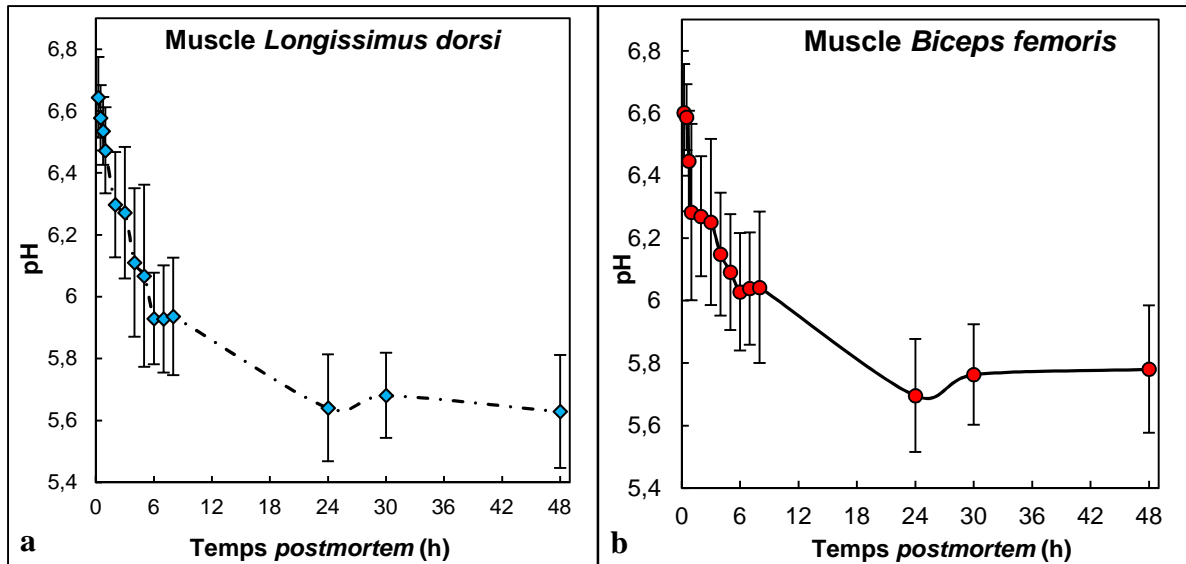 Muscle Longissimus dorsi
6,8
6,6
6,4
6,2
6
5,8
5,6
5,4
pH
0 6 12 18 24 30 36 42 48
Temps postmortem (h)
a
Muscle Biceps femoris
6,8
6,6
6,4
6,2
6
5,8
5,6
5,4
pH
0 6 12 18 24 30 36 42 48
Temps postmortem (h)
b